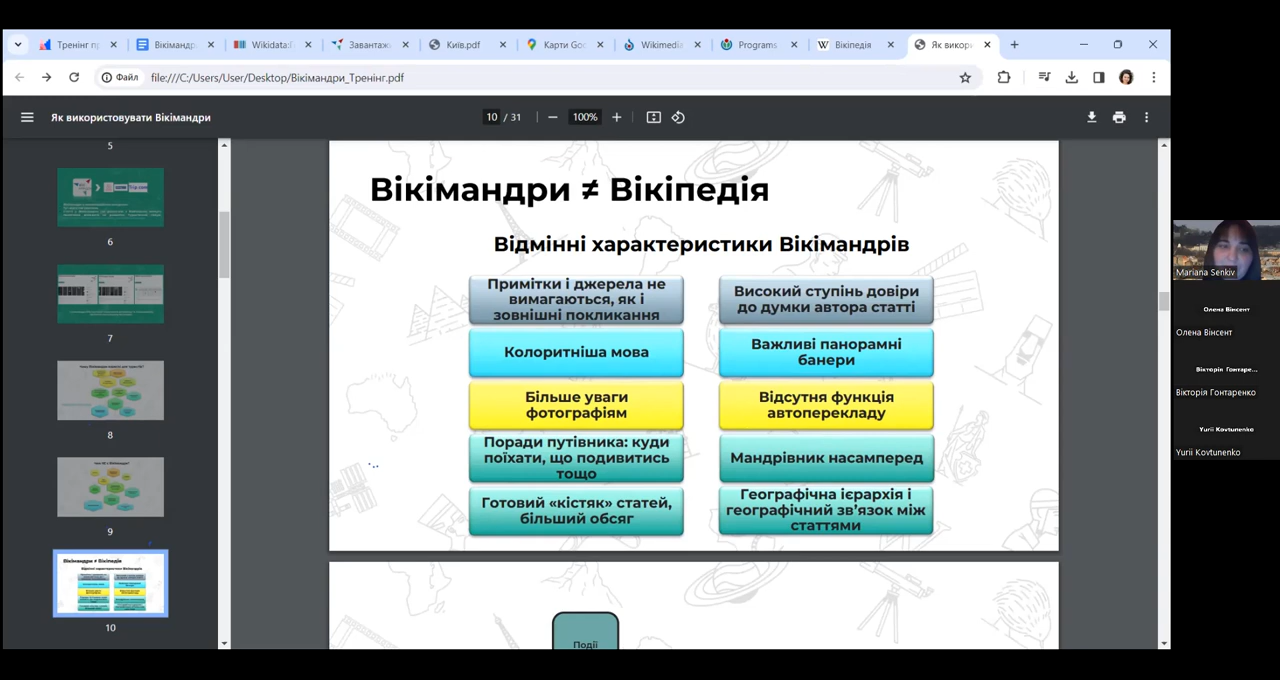 Тренінг п
Вікіманд
Wikidata:
Завантаж
Київ.pdf
Карти Goo
Wikimedia
Programs
Вікіпедія
Як викор
Файл
file:///C:/Users/User/Desktop/Вікімандри_Тренінг.pdf
Як використовувати Вікімандри
10 / 31
100%
5
6
7
8
9
10
Вікімандри ≠ Вікіпедія
Відмінні характеристики Вікімандрів
Примітки і джерела не
вимагаються, як і
зовнішні покликання
Високий ступінь довіри
до думки автора статті
Колоритніша мова
Важливі панорамні
банери
Більше уваги
фотографіям
Відсутня функція
автоперекладу
Поради путівника: куди
поїхати, що подивитись
тощо
Мандрівник насамперед
Готовий «кістяк» статей,
більший обсяг
Географічна ієрархія і
географічний зв’язок між
статтями
Події
Mariana Senkiv
Олена Вінсент
Олена Вінсент
Вікторія Гонтаре...
Вікторія Гонтаренко
Yurii Kovtunenko
Yurii Kovtunenko